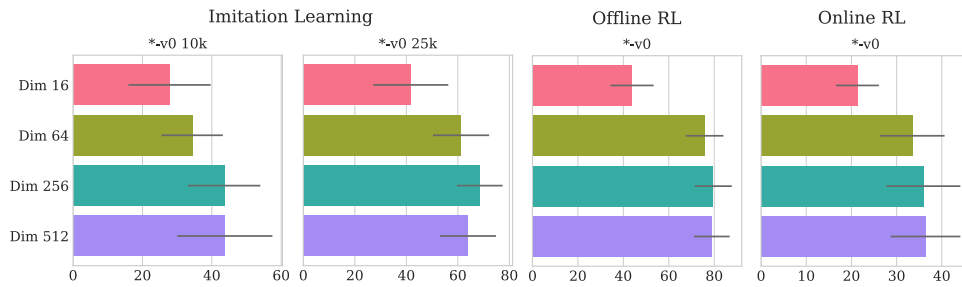 Imitation Learning Offline RL Online RL
*-v0 10k *-v0 25k *-v0 *-v0
Dim 16
Dim 64
Dim 256
Dim 512
0 20 40 60 0 20 40 60 80 0 20 40 60 80 0 10 20 30 40